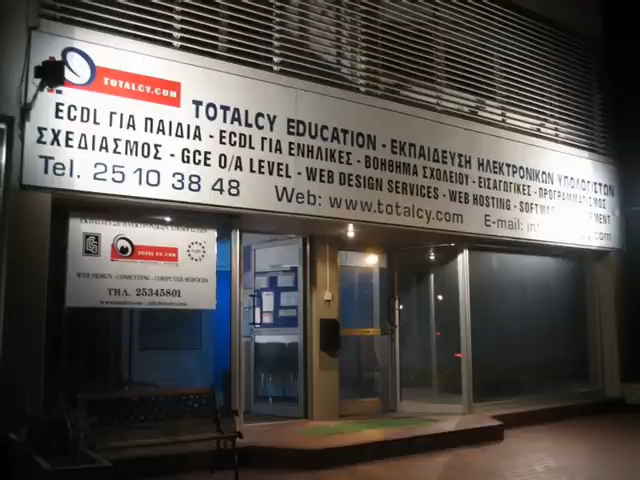 TOTALCY.COM
TOTALCY EDUCATION - ΕΚΠΑΙΔΕΥΣΗ ΗΛΕΚΤΡΟΝΙΚΩΝ ΥΠΟΛΟΓΙΣΤΩΝ
ECDL ΓΙΑ ΠΑΙΔΙΑ - ECDL ΓΙΑ ΕΝΗΛΙΚΕΣ - ΒΟΗΘΗΜΑ ΣΧΟΛΕΙΟΥ - ΕΙΣΑΓΩΓΙΚΕΣ - ΠΡΟΓΡΑΜΜΑΤΙΣΜΟΣ
ΣΧΕΔΙΑΣΜΟΣ - GCE O/A LEVEL - WEB DESIGN SERVICES - WEB HOSTING -
Tel. 25 10 38 48 Web: www.totalcy.com E-mail:
TOTALCY.COM
WEB DESIGN - CONSULTING - COMPUTER SERVICES
ΤΗΛ. 25345801